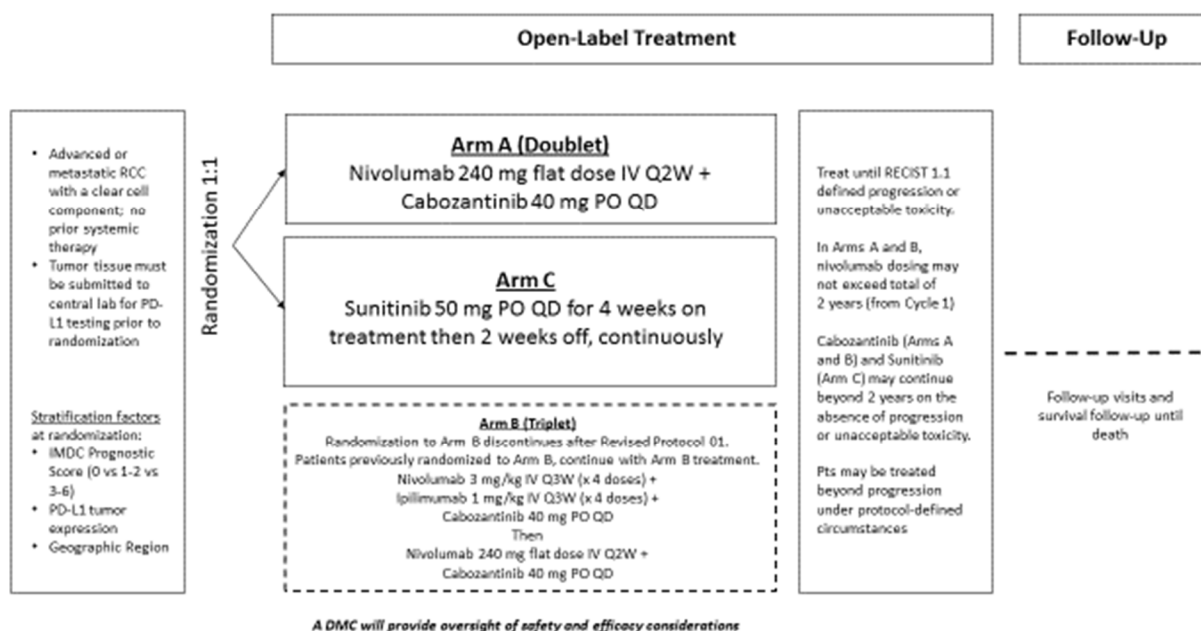 Open-Label Treatment
Follow-Up
• Advanced or
metastatic RCC
with a clear cell
component; no
prior systemic
therapy
• Tumor tissue must
be submitted to
central lab for PD-
L1 testing prior to
randomization
Stratification factors
at randomization:
• IMDC Prognostic
Score (0 vs 1-2 vs
3-6)
• PD-L1 tumor
expression
• Geographic Region
Randomization 1:1
Arm A (Doublet)
Nivolumab 240 mg flat dose IV Q2W +
Cabozantinib 40 mg PO QD
Arm C
Sunitinib 50 mg PO QD for 4 weeks on
treatment then 2 weeks off, continuously
Arm B (Triplet)
Randomization to Arm B discontinues after Revised Protocol 01.
Patients previously randomized to Arm B, continue with Arm B treatment.
Nivolumab 3 mg/kg IV Q3W (x 4 doses) +
Ipilimumab 1 mg/kg IV Q3W (x 4 doses) +
Cabozantinib 40 mg PO QD
Then
Nivolumab 240 mg flat dose IV Q2W +
Cabozantinib 40 mg PO QD
Treat until RECIST 1.1
defined progression or
unacceptable toxicity.
In Arms A and B,
nivolumab dosing may
not exceed total of
2 years (from Cycle 1)
Cabozantinib (Arms A
and B) and Sunitinib
(Arm C) may continue
beyond 2 years on the
absence of progression
or unacceptable toxicity.
Pts may be treated
beyond progression
under protocol-defined
circumstances
Follow-up visits and
survival follow-up until
death
A DMC will provide oversight of safety and efficacy considerations